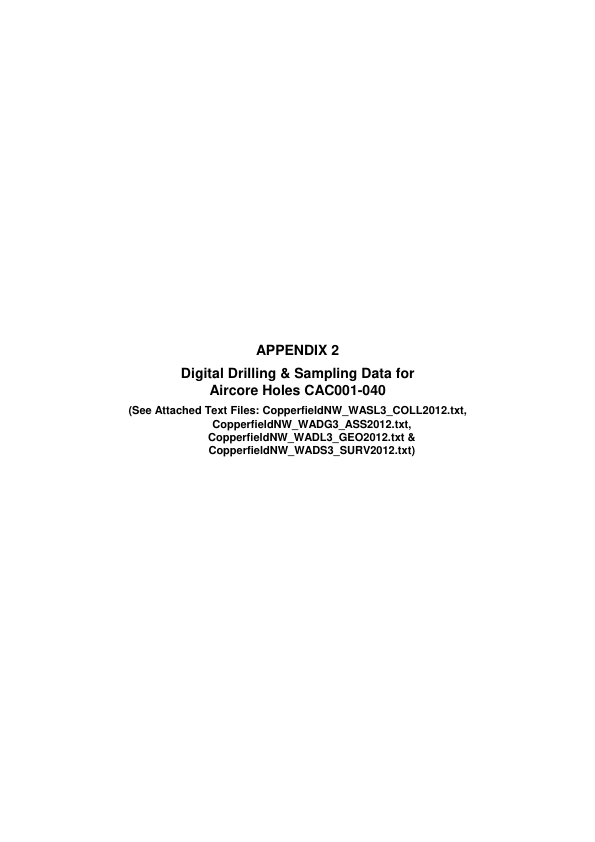 APPENDIX 2
Digital Drilling & Sampling Data for
Aircore Holes CAC001-040
(See Attached Text Files: CopperfieldNW_WASL3_COLL2012.txt,
CopperfieldNW_WADG3_ASS2012.txt,
CopperfieldNW_WADL3_GEO2012.txt &
CopperfieldNW_WADS3_SURV2012.txt)